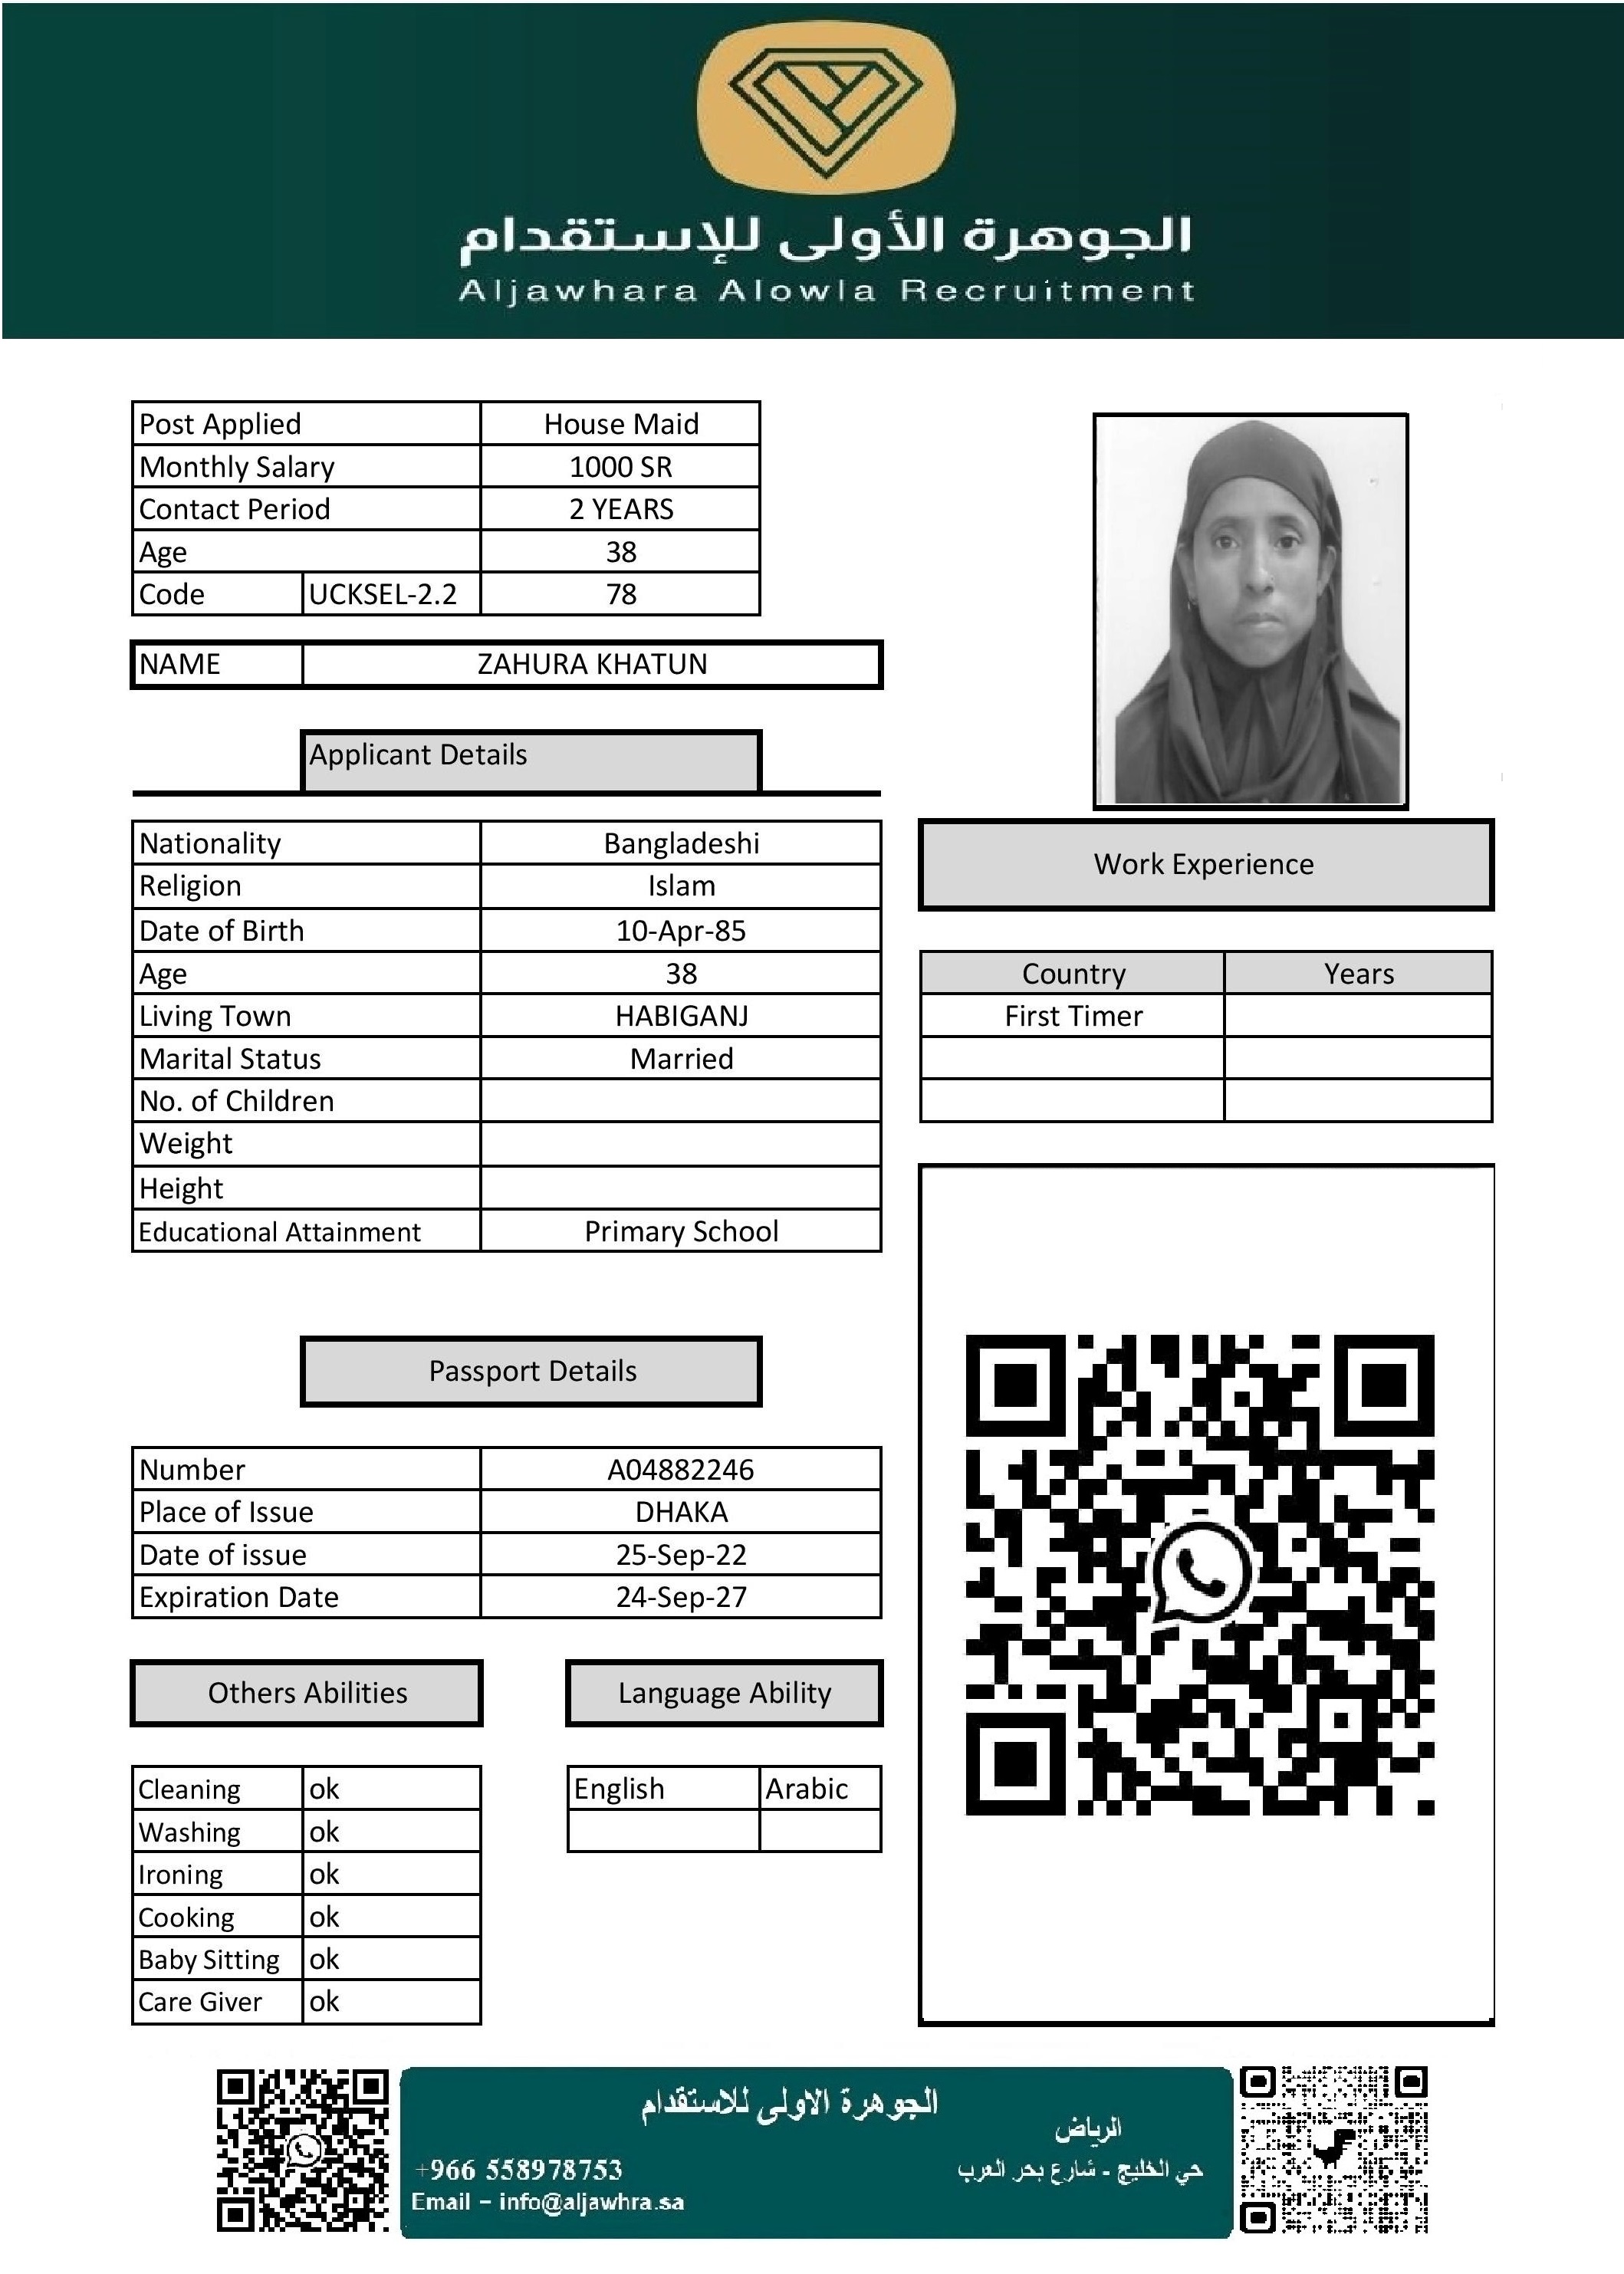 الجوهرة الأولى للإستقدام
Aljawhara Alowla Recruitment
Post Applied House Maid
Monthly Salary 1000 SR
Contact Period 2 YEARS
Age 38
Code UCKSEL-2.2 78
NAME ZAHURA KHATUN
Applicant Details
Nationality Bangladeshi
Religion Islam
Date of Birth 10-Apr-85
Age 38
Living Town HABIGANJ
Marital Status Married
No. of Children
Weight
Height
Educational Attainment Primary School
Work Experience
Country Years
First Timer
Passport Details
Number A04882246
Place of Issue DHAKA
Date of issue 25-Sep-22
Expiration Date 24-Sep-27
Others Abilities
Cleaning ok
Washing ok
Ironing ok
Cooking ok
Baby Sitting ok
Care Giver ok
Language Ability
English Arabic
الجوهرة الاولى للاستقدام
الرياض
حي الخليج - شارع بحر العرب
+966 558978753
Email – info@aljawhra.sa